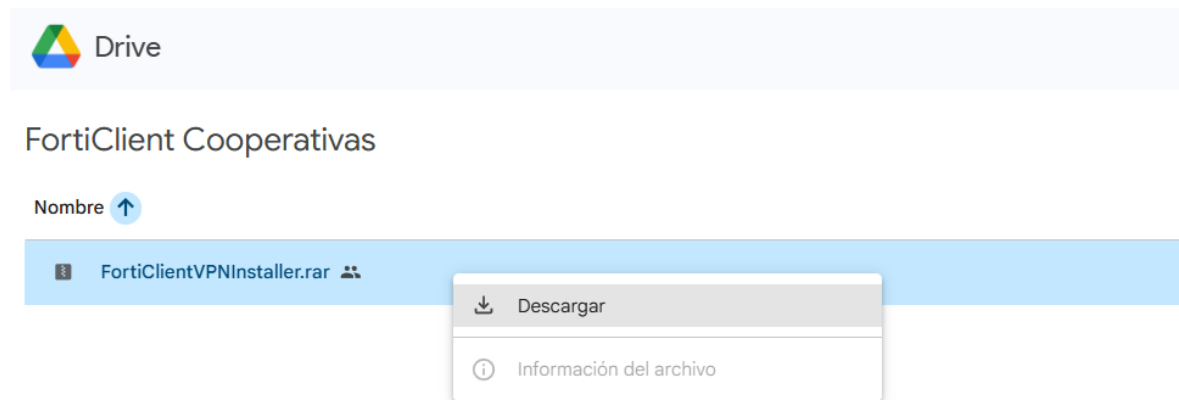 Drive
FortiClient Cooperativas
Nombre
FortiClientVPNInstaller.rar
Descargar
Información del archivo